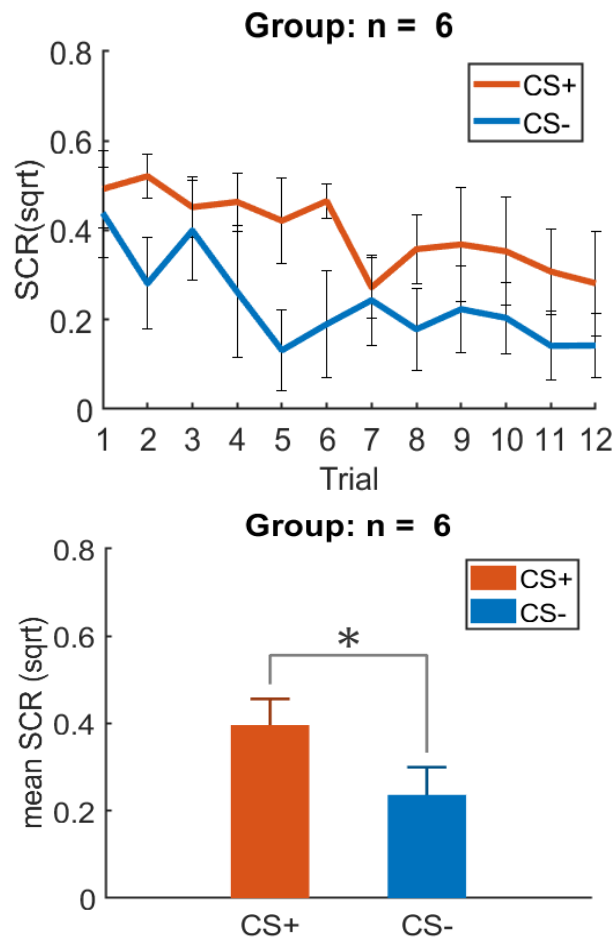 Group: n = 6
0.8
0.6
0.4
0.2
0
SCR(sqrt)
CS+
CS-
1 2 3 4 5 6 7 8 9 10 11 12
Trial
Group: n = 6
0.8
0.6
0.4
0.2
0
mean SCR (sqrt)
CS+
CS-
*
CS+ CS-